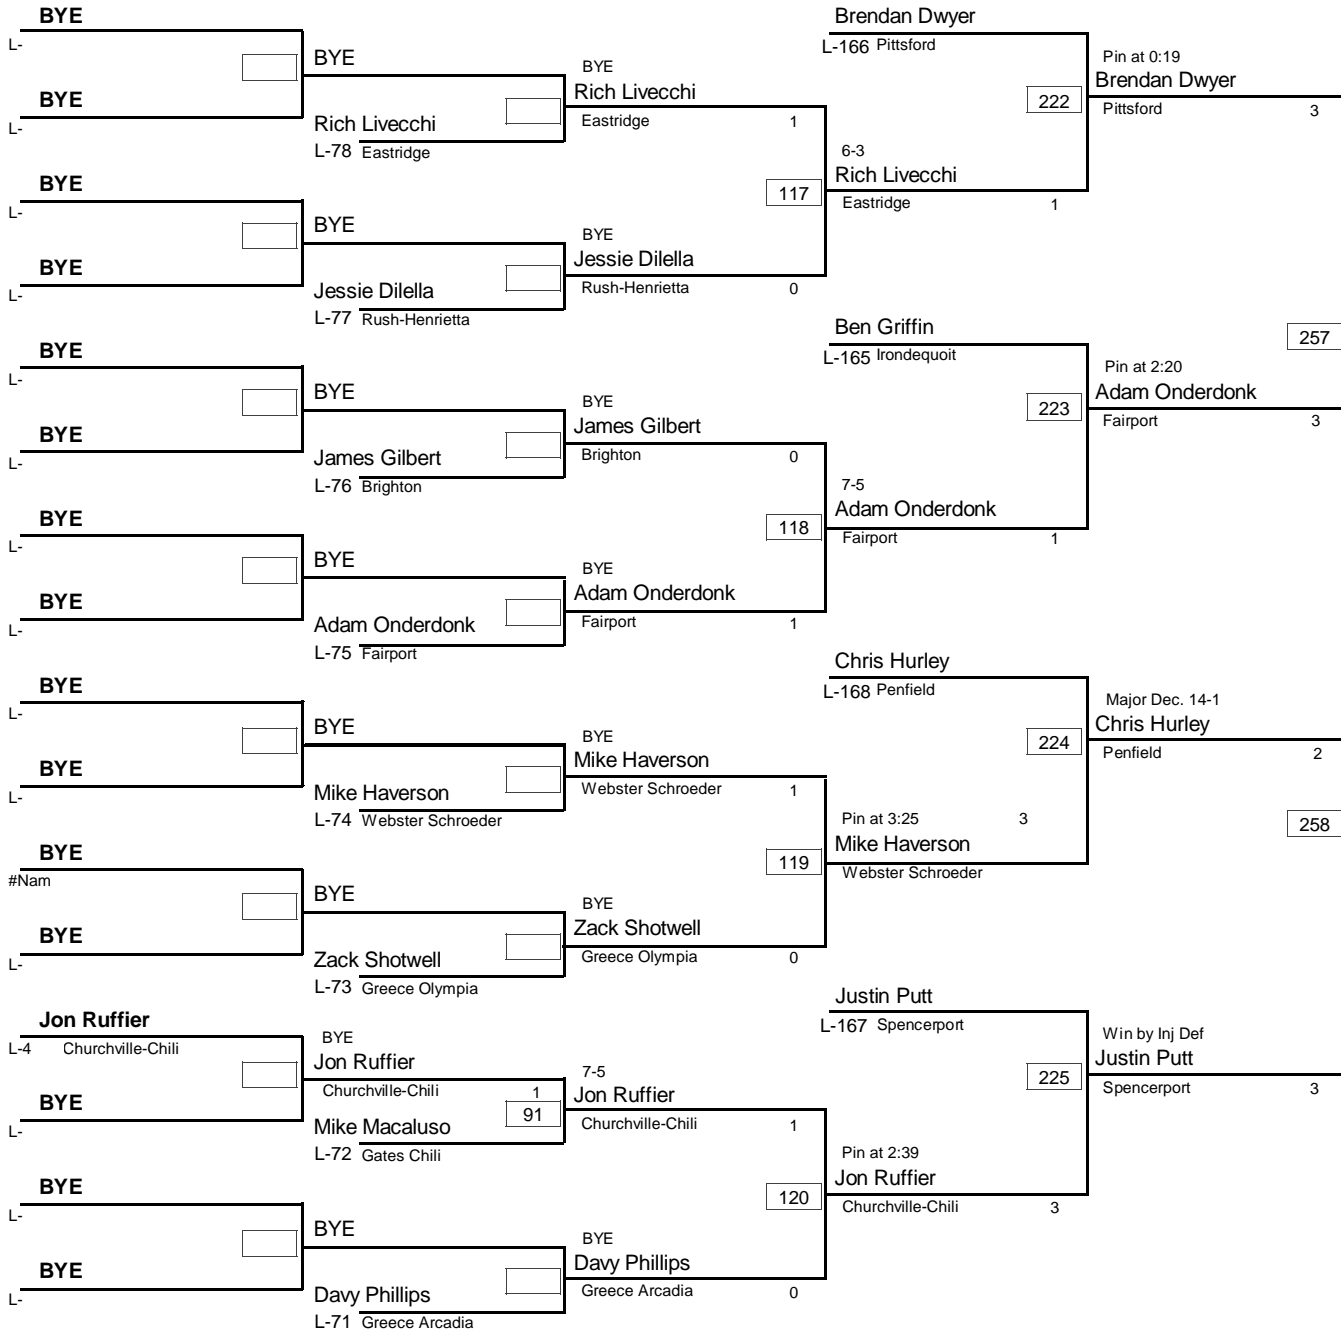 BYE
L-
BYE
L-
BYE
L-
BYE
L-
BYE
L-
BYE
L-
BYE
L-
BYE
L-
BYE
L-
BYE
L-
BYE
#Nam
BYE
L-
Jon Ruffier
L-4 Churchville-Chili
BYE
L-
BYE
L-
BYE
L-
BYE
Rich Livecchi
L-78 Eastridge
BYE
Jessie Dilella
L-77 Rush-Henrietta
BYE
James Gilbert
L-76 Brighton
BYE
Adam Onderdonk
L-75 Fairport
BYE
Mike Haverson
L-74 Webster Schroeder
BYE
Zack Shotwell
L-73 Greece Olympia
BYE
Jon Ruffier
Churchville-Chili 1
91
Mike Macaluso
L-72 Gates Chili
BYE
Davy Phillips
L-71 Greece Arcadia
BYE
Rich Livecchi
Eastridge 1
117
BYE
Jessie Dilella
Rush-Henrietta 0
BYE
James Gilbert
Brighton 0
118
BYE
Adam Onderdonk
Fairport 1
BYE
Mike Haverson
Webster Schroeder 1
119
BYE
Zack Shotwell
Greece Olympia 0
7-5
Jon Ruffier
Churchville-Chili 1
120
BYE
Davy Phillips
Greece Arcadia 0
Brendan Dwyer
L-166 Pittsford
222
6-3
Rich Livecchi
Eastridge 1
Ben Griffin
L-165 Irondequoit
223
7-5
Adam Onderdonk
Fairport 1
Chris Hurley
L-168 Penfield
224
Pin at 3:25 3
Mike Haverson
Webster Schroeder
Justin Putt
L-167 Spencerport
225
Pin at 2:39
Jon Ruffier
Churchville-Chili 3
Pin at 0:19
Brendan Dwyer
Pittsford 3
257
Pin at 2:20
Adam Onderdonk
Fairport 3
Major Dec. 14-1
Chris Hurley
Penfield 2
258
Win by Inj Def
Justin Putt
Spencerport 3